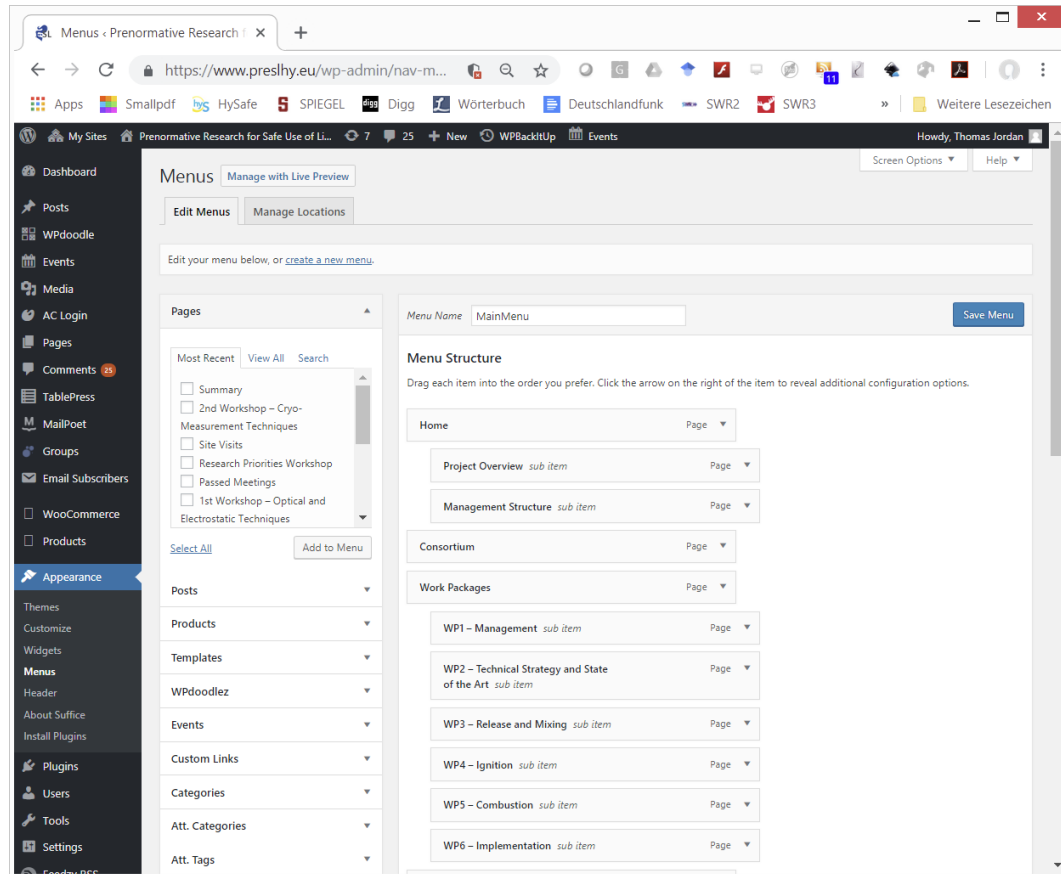 Menus ‹ Prenormative Research f
https://www.preslhy.eu/wp-admin/nav-m...
11
Apps Smallpdf hys HySafe S SPIEGEL digg Digg Wörterbuch Deutschlandfunk SWR2 SWR3 » Weitere Lesezeichen
My Sites Prenormative Research for Safe Use of Li... 7 25 New WPBackItUp Events Howdy, Thomas Jordan
Screen Options Help
Dashboard
Posts
WPdoodle
Events
Media
AC Login
Pages
Comments 25
TablePress
MailPoet
Groups
Email Subscribers
WooCommerce
Products
Appearance
Themes
Customize
Widgets
Menus
Header
About Suffice
Install Plugins
Plugins
Users
Tools
Settings
Feedzy RSS
Menus Manage with Live Preview
Edit Menus Manage Locations
Edit your menu below, or create a new menu.
Pages
Most Recent View All Search
Summary
2nd Workshop – Cryo-
Measurement Techniques
Site Visits
Research Priorities Workshop
Passed Meetings
1st Workshop – Optical and
Electrostatic Techniques
Select All Add to Menu
Posts
Products
Templates
WPdoodlez
Events
Custom Links
Categories
Att. Categories
Att. Tags
Menu Name MainMenu Save Menu
Menu Structure
Drag each item into the order you prefer. Click the arrow on the right of the item to reveal additional configuration options.
Home Page
Project Overview sub item Page
Management Structure sub item Page
Consortium Page
Work Packages Page
WP1 – Management sub item Page
WP2 – Technical Strategy and State Page
of the Art sub item
WP3 – Release and Mixing sub item Page
WP4 – Ignition sub item Page
WP5 – Combustion sub item Page
WP6 – Implementation sub item Page